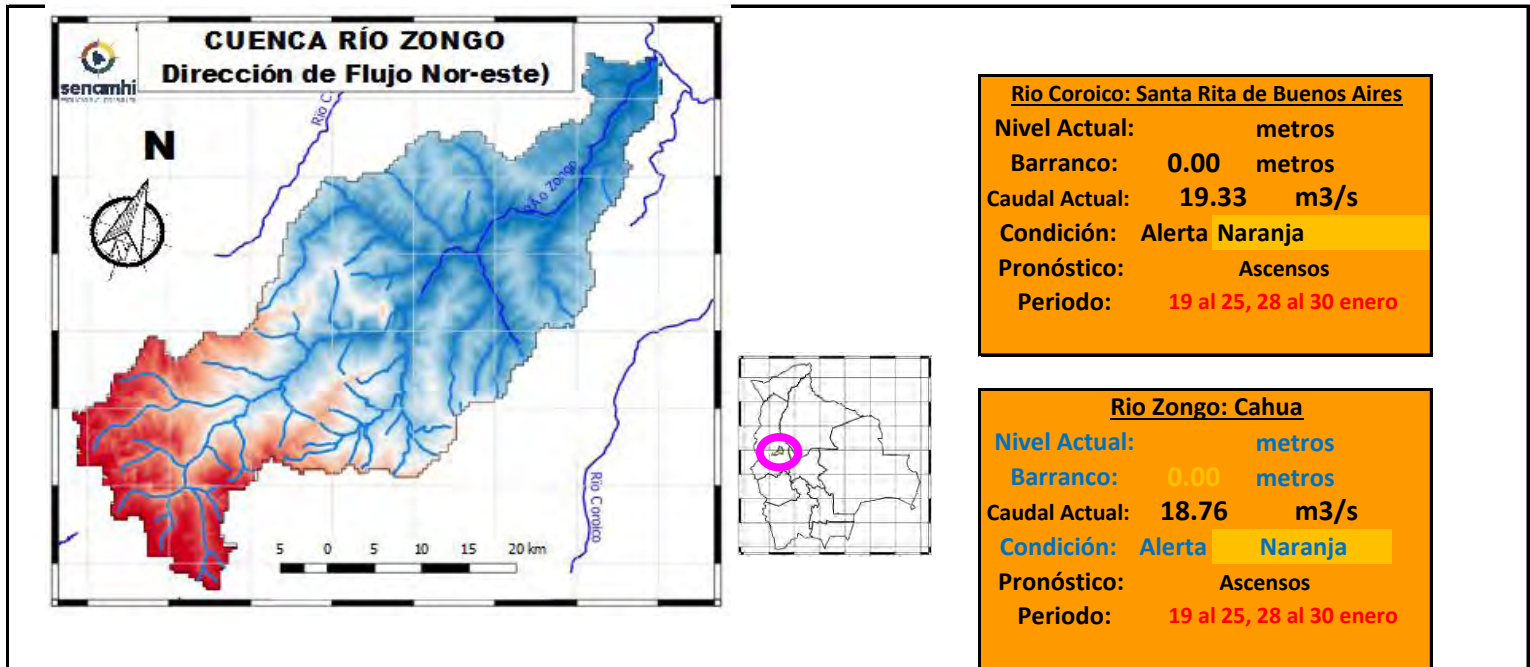 CUENCA RÍO ZONGO
Dirección de Flujo Nor-este)
senamhi
N
Río C
RÃ­o Zongo
Río Coroico
5 0 5 10 15 20 km
Rio Coroico: Santa Rita de Buenos Aires
Nivel Actual: metros
Barranco: 0.00 metros
Caudal Actual: 19.33 m3/s
Condición: Alerta Naranja
Pronóstico: Ascensos
Periodo: 19 al 25, 28 al 30 enero
Rio Zongo: Cahua
Nivel Actual: metros
Barranco: 0.00 metros
Caudal Actual: 18.76 m3/s
Condición: Alerta Naranja
Pronóstico: Ascensos
Periodo: 19 al 25, 28 al 30 enero